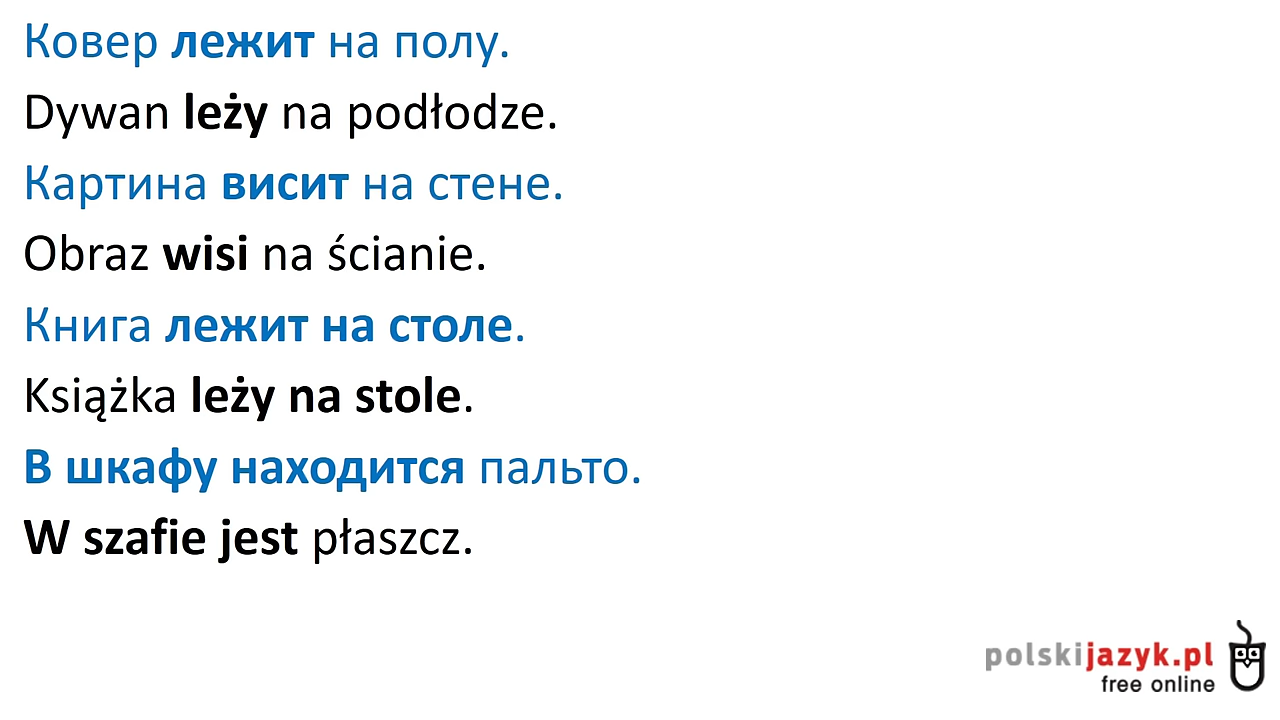 Ковер лежит на полу.
Dywan leży na podłodze.
Картина висит на стене.
Obraz wisi na ścianie.
Книга лежит на столе.
Książka leży na stole.
В шкафу находится пальто.
W szafie jest płaszcz.
polskijazyk.pl
free online